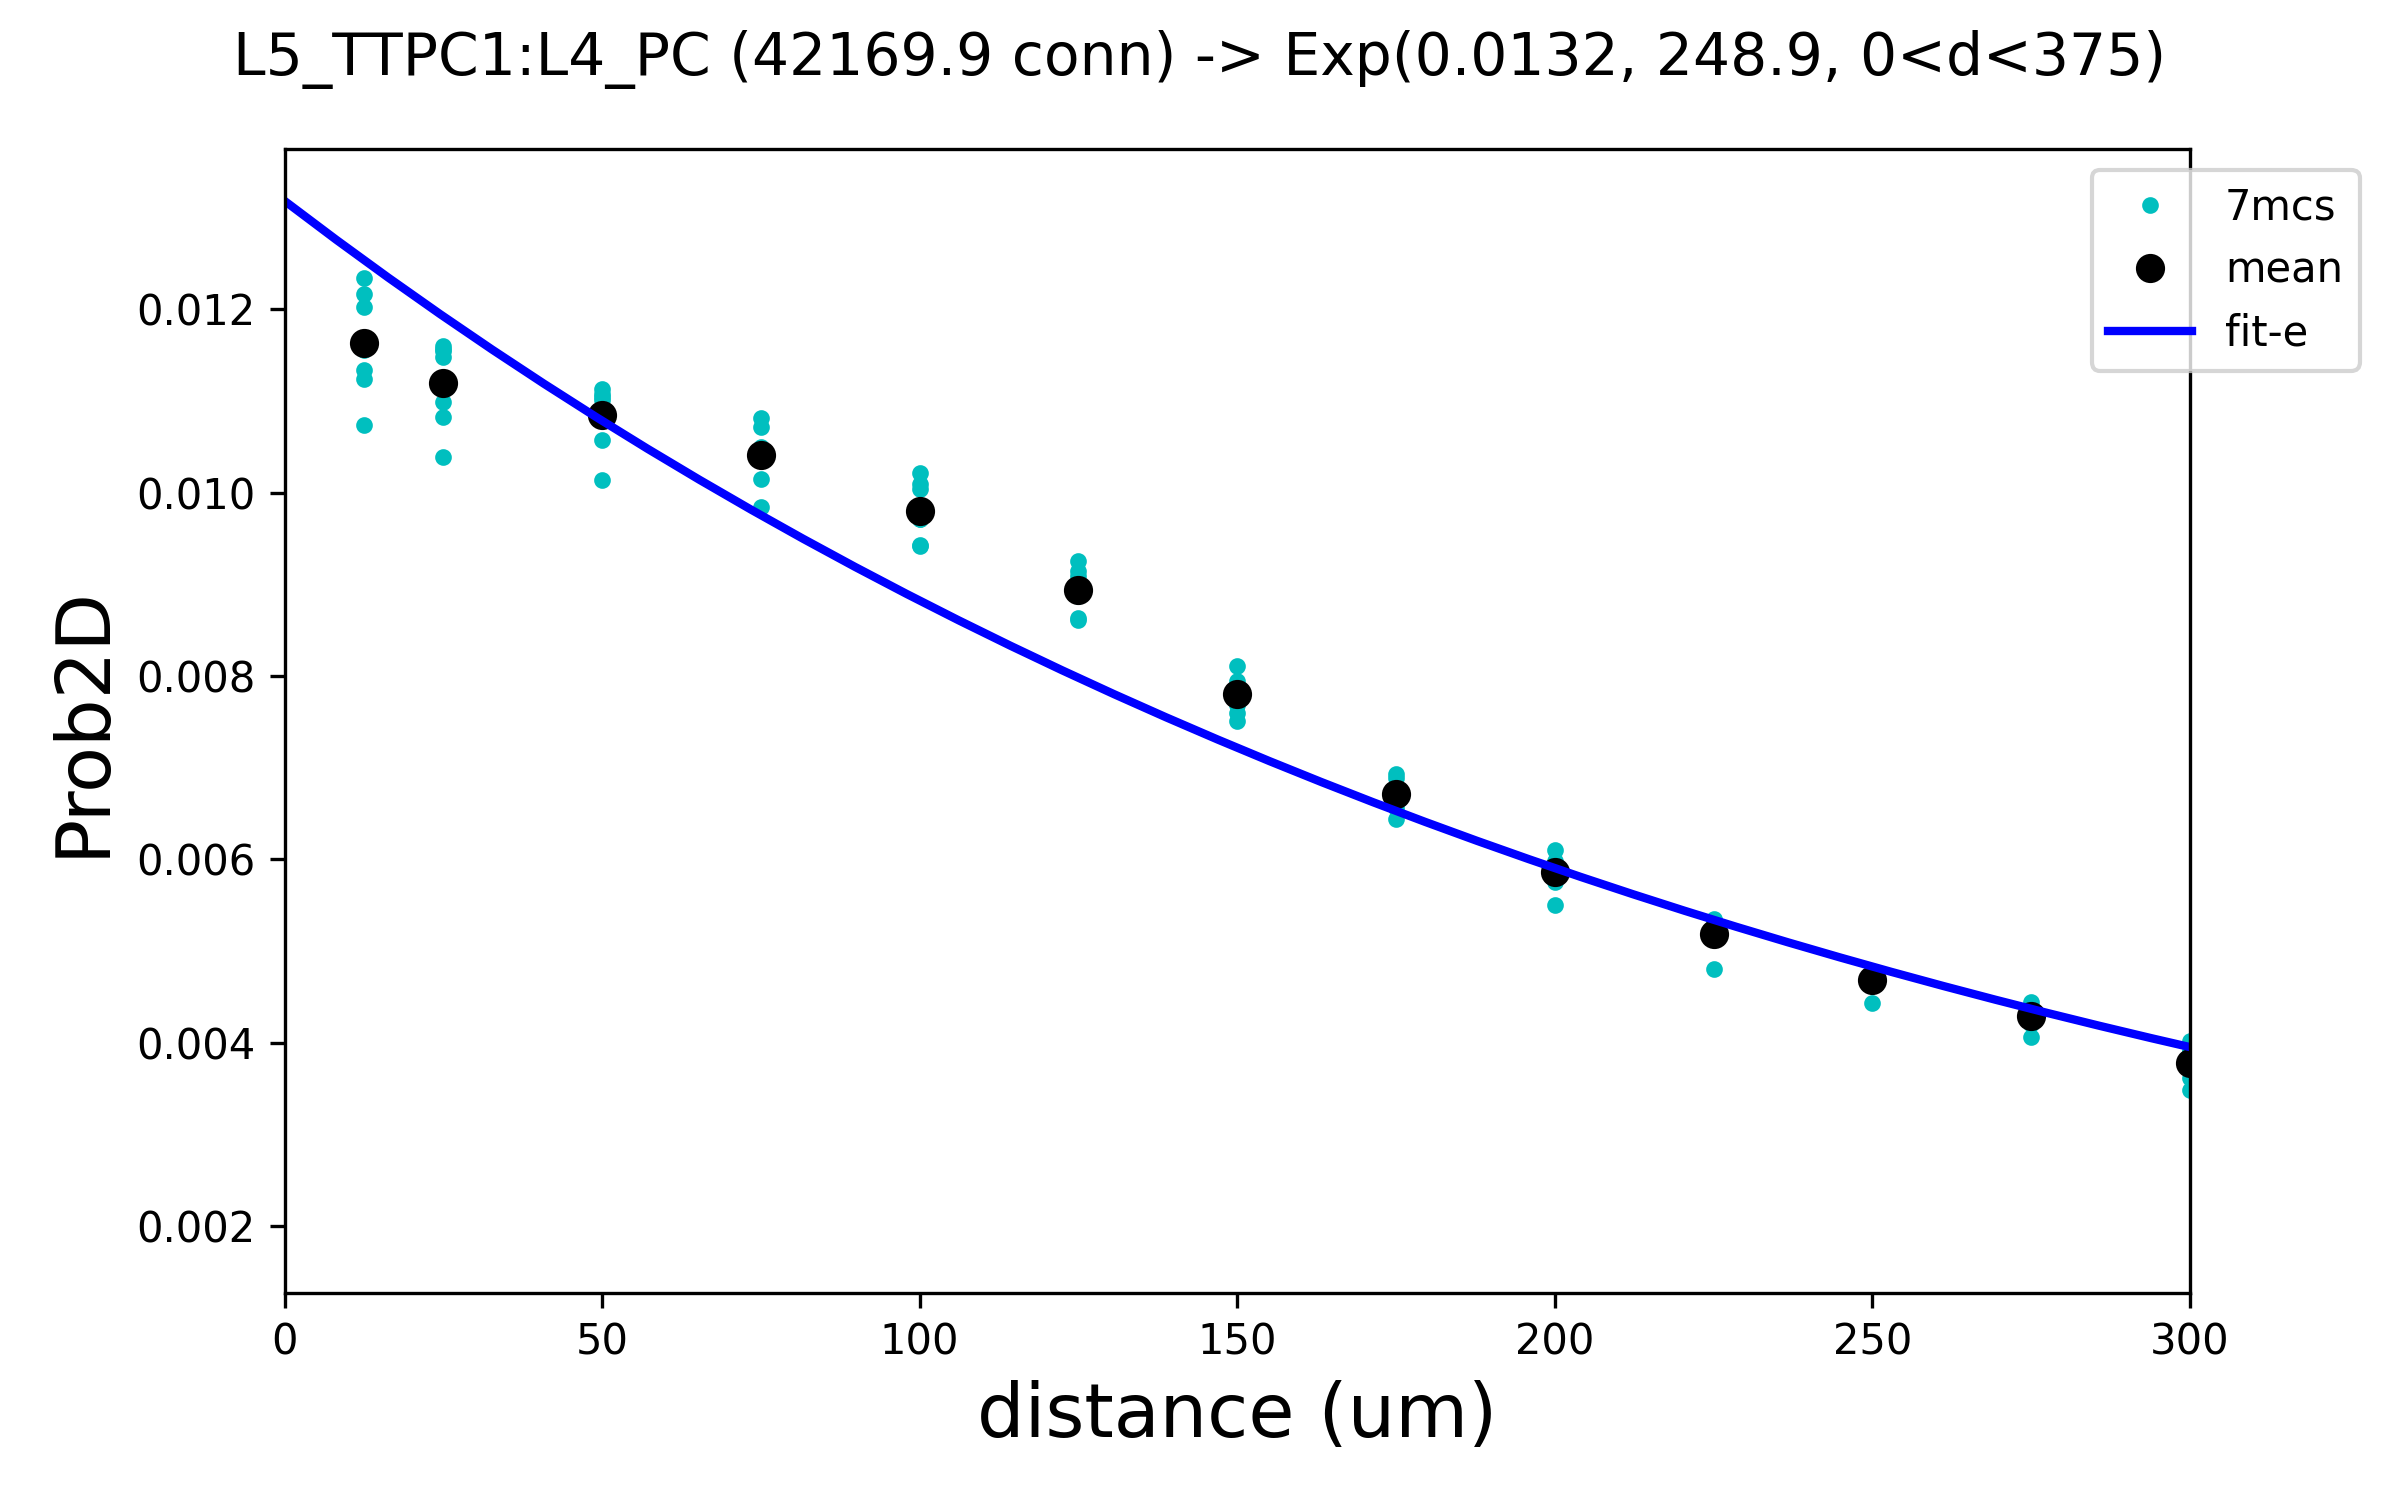 L5_TTPC1:L4_PC (42169.9 conn) -> Exp(0.0132, 248.9, 0<d<375)
7mcs
mean
fit-e
0.012
0.010
0.008
0.006
0.004
0.002
Prob2D
0 50 100 150 200 250 300
distance (um)